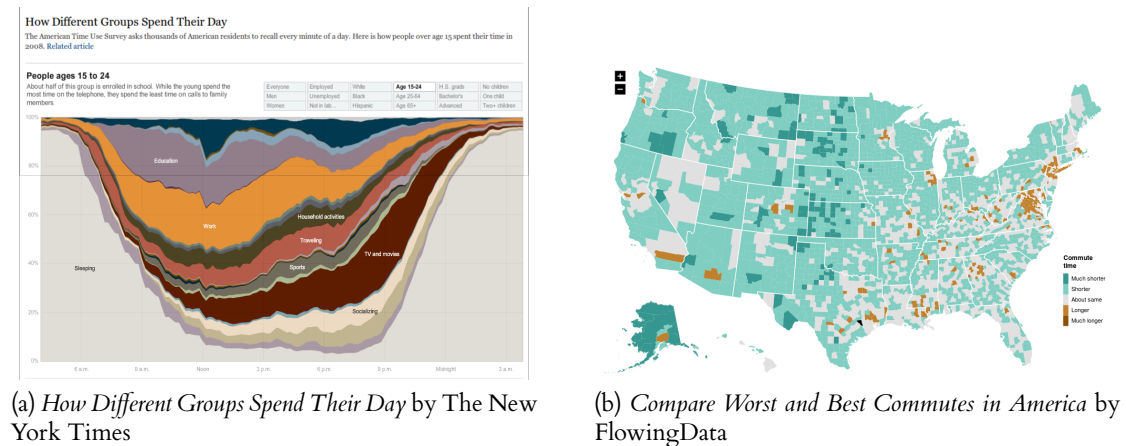 How Different Groups Spend Their Day
The American Time Use Survey asks thousands of American residents to recall every minute of a day. Here is how people over age 15 spent their time in
2008. Related article
People ages 15 to 24
About half of this group is enrolled in school. While the young spend the
most time on the telephone, they spend the least time on calls to family
members.
Everyone Employed White Age 15-24 H.S. grade No children
Men Unemployed Black Age 25-64 Bachelor's One child
Women Not in lab... Hispanic Age 65+ Advanced Two+ children
100%
80%
60%
40%
20%
0%
Education
Work
Household activities
Traveling
Sports
TV and movies
Sleeping
Socializing
6 a.m. 9 a.m. Noon 3 p.m. 6 p.m. 9 p.m. Midnight 3 a.m.
+
−
Commute
time
Much shorter
Shorter
About same
Longer
Much longer
(a) How Different Groups Spend Their Day by The New
York Times
(b) Compare Worst and Best Commutes in America by
FlowingData